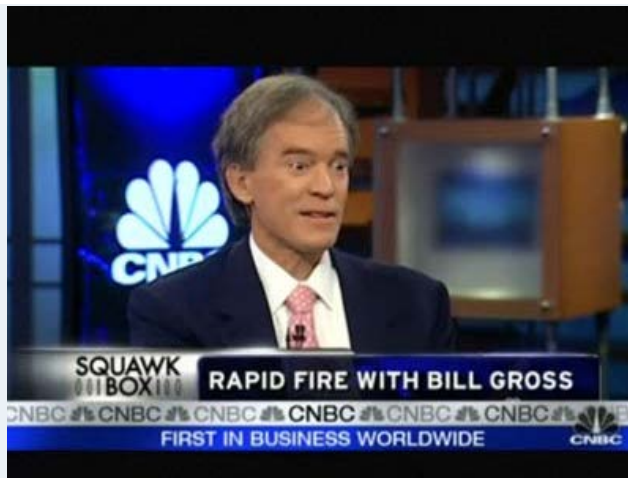 CNBC
SQUAWK BOX
RAPID FIRE WITH BILL GROSS
CNBC CNBC CNBC CNBC CNBC CNBC
FIRST IN BUSINESS WORLDWIDE
CNBC